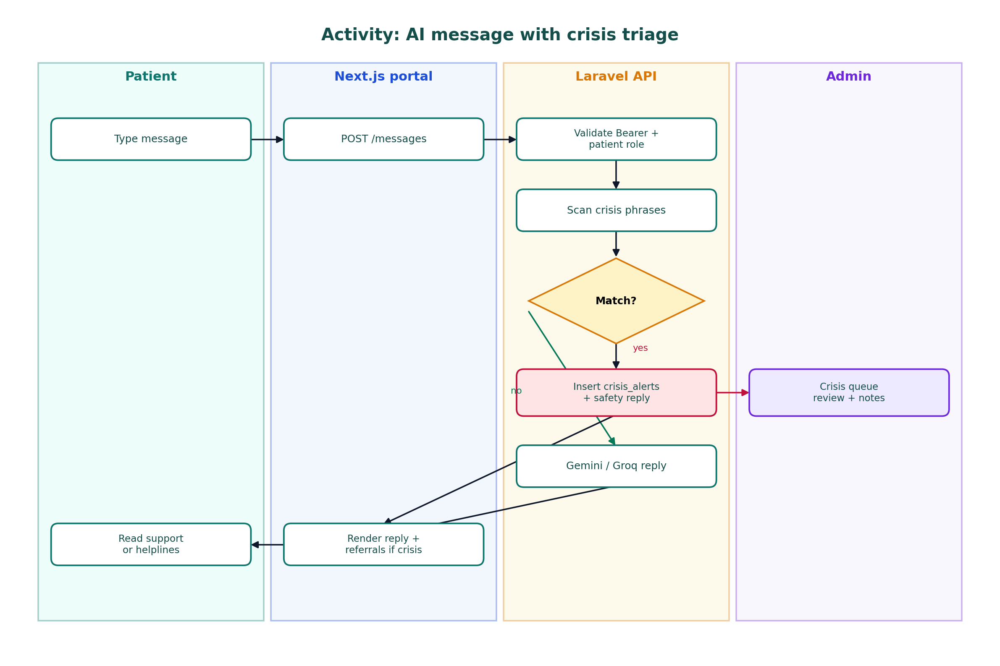 Activity: AI message with crisis triage
Patient
Next.js portal
Laravel API
Admin
Type message
POST /messages
Validate Bearer +
patient role
Scan crisis phrases
Match?
yes
no
Insert crisis_alerts
+ safety reply
Crisis queue
review + notes
Gemini / Groq reply
Read support
or helplines
Render reply +
referrals if crisis